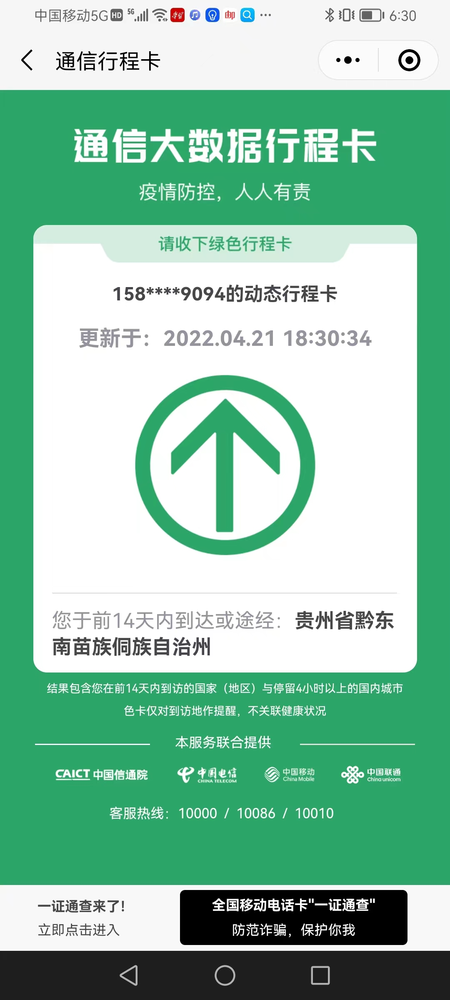 中国移动5G HD 5G 学习 邮 6:30
通信行程卡
通信大数据行程卡
疫情防控，人人有责
请收下绿色行程卡
158****9094的动态行程卡
更新于：2022.04.21 18:30:34
您于前14天内到达或途经：贵州省黔东
南苗族侗族自治州
结果包含您在前14天内到访的国家（地区）与停留4小时以上的国内城市
色卡仅对到访地作提醒，不关联健康状况
本服务联合提供
CAICT 中国信通院 中国电信 CHINA TELECOM 中国移动 China Mobile 中国联通 China unicom
客服热线：10000 / 10086 / 10010
一证通查来了！
立即点击进入
全国移动电话卡"一证通查"
防范诈骗，保护你我